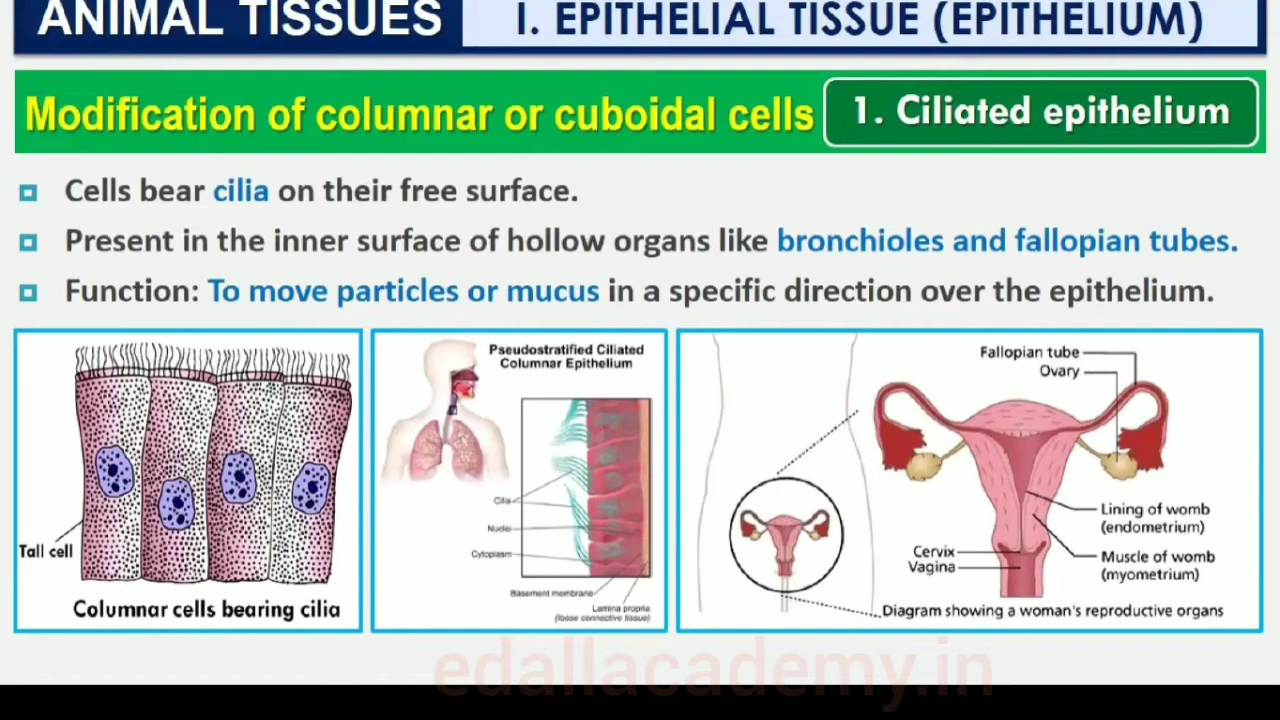 ANIMAL TISSUES
I. EPITHELIAL TISSUE (EPITHELIUM)
Modification of columnar or cuboidal cells
1. Ciliated epithelium
Cells bear cilia on their free surface.
Present in the inner surface of hollow organs like bronchioles and fallopian tubes.
Function: To move particles or mucus in a specific direction over the epithelium.
Tall cell
Columnar cells bearing cilia
Pseudostratified Ciliated
Columnar Epithelium
Cilia
Nuclei
Cytoplasm
Basement membrane
Lamina propria
(loose connective tissue)
Fallopian tube
Ovary
Lining of womb
(endometrium)
Cervix
Vagina
Muscle of womb
(myometrium)
Diagram showing a woman's reproductive organs
edallacademy.in